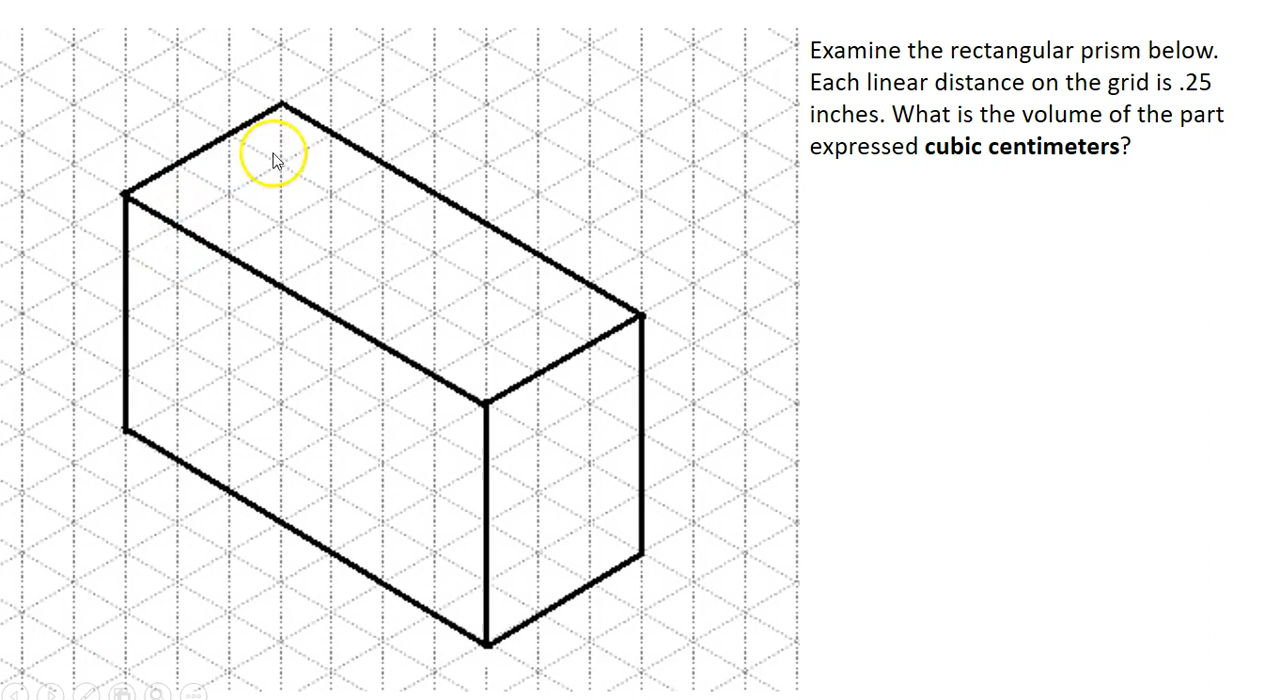 Examine the rectangular prism below.
Each linear distance on the grid is .25
inches. What is the volume of the part
expressed cubic centimeters?